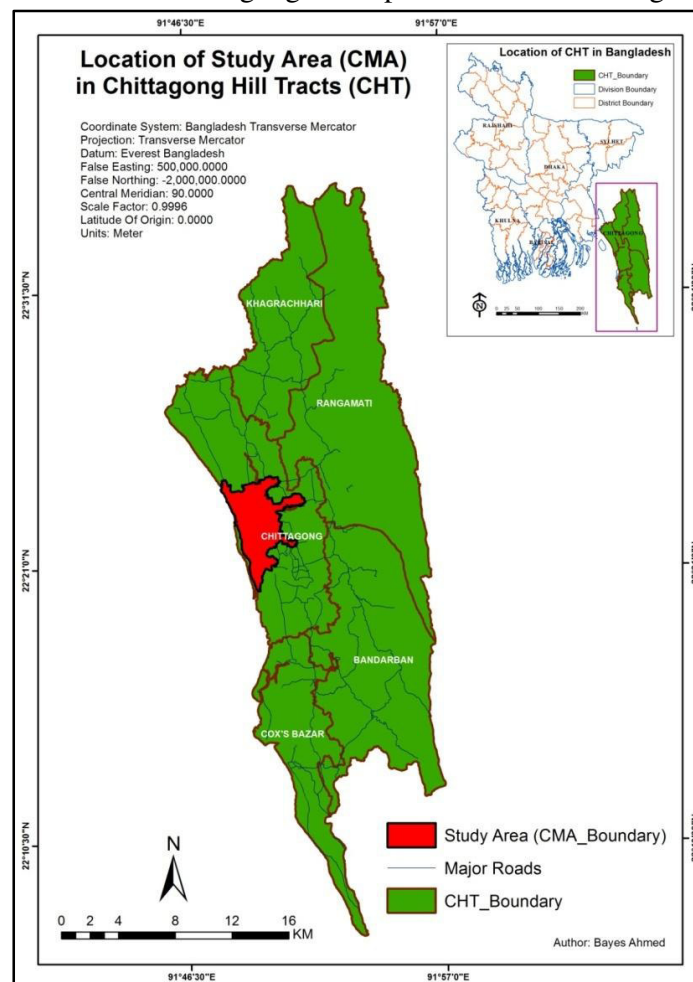 Location of Study Area (CMA)
in Chittagong Hill Tracts (CHT)
Coordinate System: Bangladesh Transverse Mercator
Projection: Transverse Mercator
Datum: Everest Bangladesh
False Easting: 500,000.0000
False Northing: -2,000,000.0000
Central Meridian: 90.0000
Scale Factor: 0.9996
Latitude Of Origin: 0.0000
Units: Meter
91°46'30"E
91°57'0"E
Location of CHT in Bangladesh
CHT_Boundary
Division Boundary
District Boundary
RAJSHAHI
SYLHET
DHAKA
KHULNA
CHITTAGONG
N
22°31'30"N
22°21'0"N
22°10'30"N
KHAGRACHHARI
RANGAMATI
CHITTAGONG
BANDARBAN
COX'S BAZAR
Study Area (CMA_Boundary)
Major Roads
CHT_Boundary
N
0 2 4 8 12 16
KM
Author: Bayes Ahmed
91°46'30"E
91°57'0"E